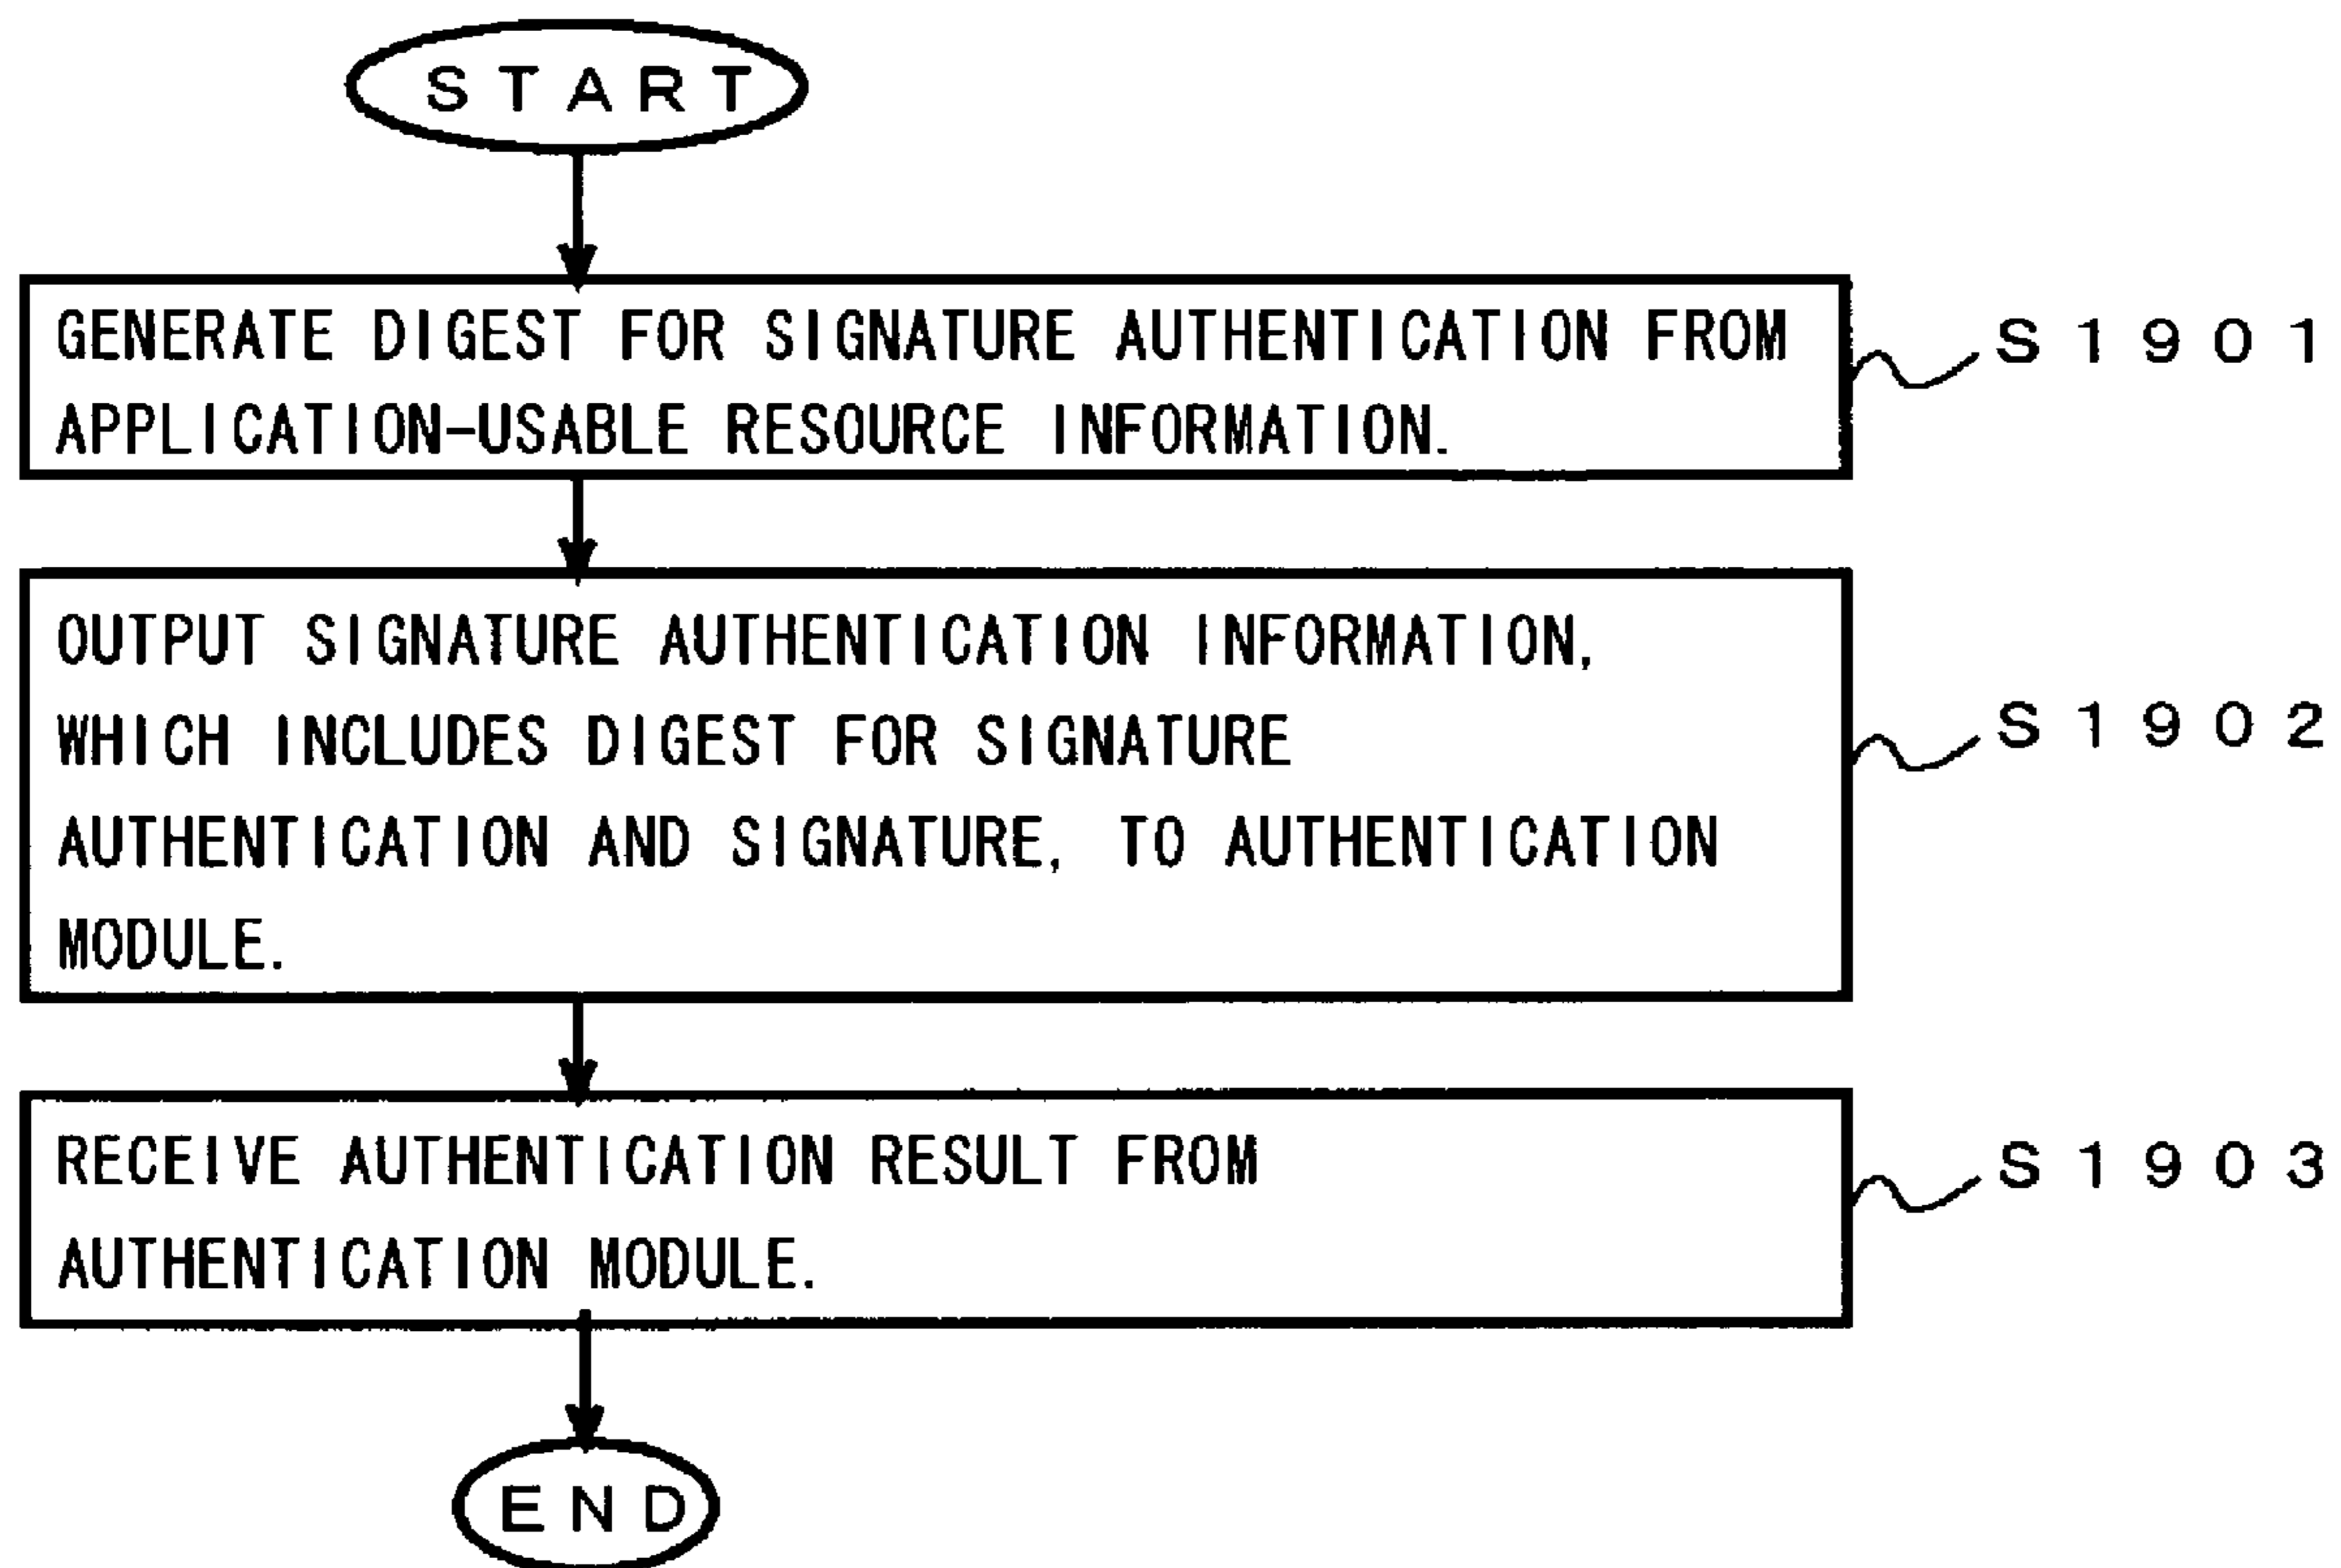 START
GENERATE DIGEST FOR SIGNATURE AUTHENTICATION FROM
APPLICATION-USABLE RESOURCE INFORMATION.
S1901
OUTPUT SIGNATURE AUTHENTICATION INFORMATION,
WHICH INCLUDES DIGEST FOR SIGNATURE
AUTHENTICATION AND SIGNATURE, TO AUTHENTICATION
MODULE.
S1902
RECEIVE AUTHENTICATION RESULT FROM
AUTHENTICATION MODULE.
S1903
END